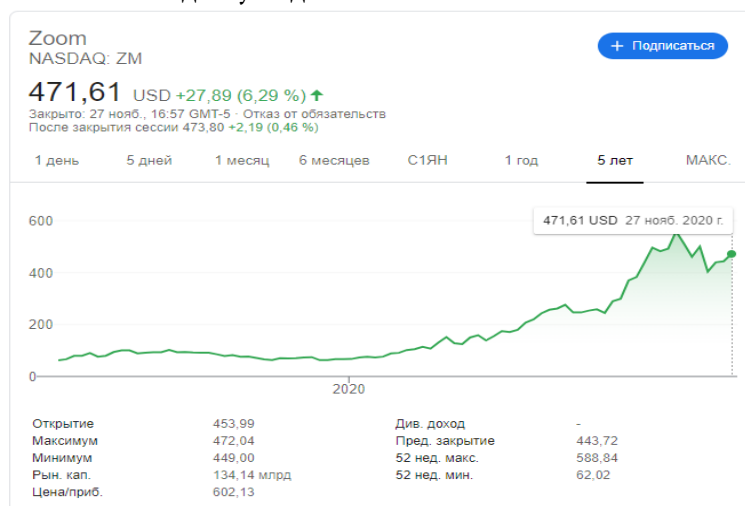 Zoom
NASDAQ: ZM
+ Подписаться
471,61 USD +27,89 (6,29 %) ↑
Закрыто: 27 нояб., 16:57 GMT-5 · Отказ от обязательств
После закрытия сессии 473,80 +2,19 (0,46 %)
1 день 5 дней 1 месяц 6 месяцев С1ЯН 1 год 5 лет МАКС.
471,61 USD 27 нояб. 2020 г.
600
400
200
0
2020
Открытие 453,99 Див. доход -
Максимум 472,04 Пред. закрытие 443,72
Минимум 449,00 52 нед. макс. 588,84
Рын. кап. 134,14 млрд 52 нед. мин. 62,02
Цена/приб. 602,13